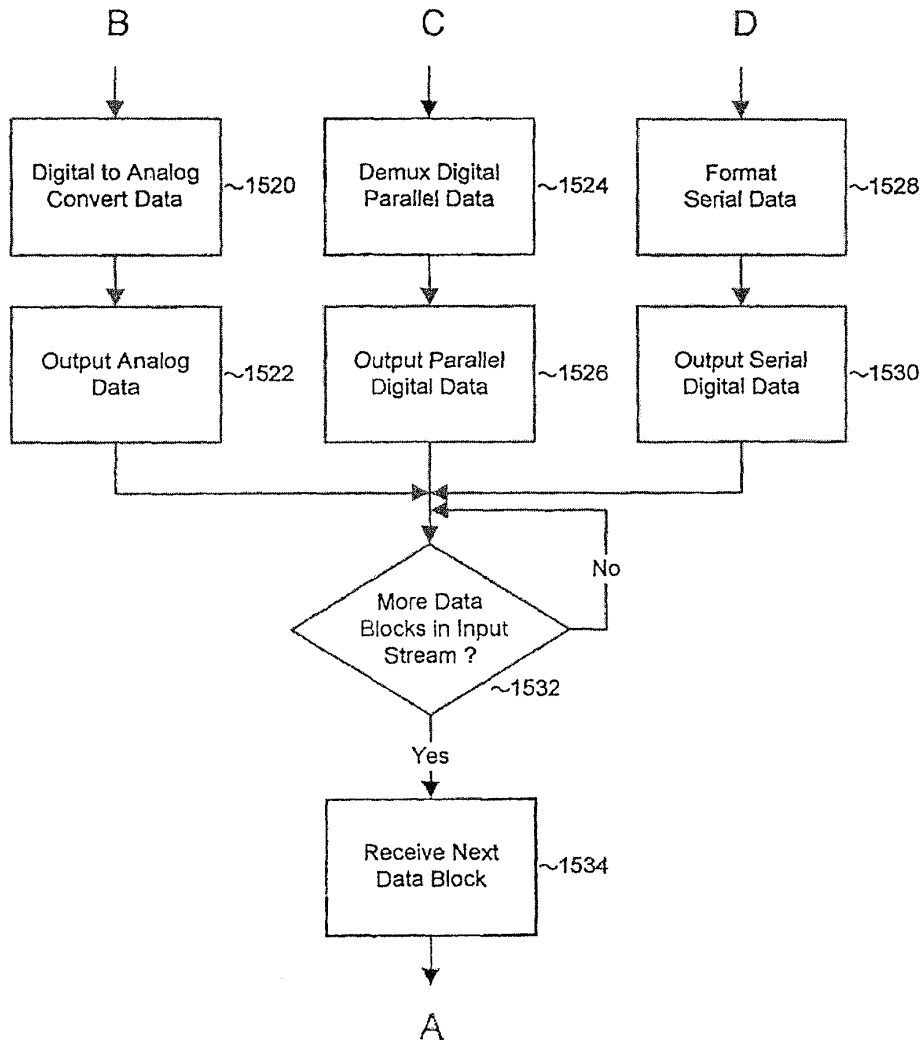 B
C
D
Digital to Analog
Convert Data
~1520
Demux Digital
Parallel Data
~1524
Format
Serial Data
~1528
Output Analog
Data
~1522
Output Parallel
Digital Data
~1526
Output Serial
Digital Data
~1530
No
More Data
Blocks in Input
Stream ?
~1532
Yes
Receive Next
Data Block
~1534
A